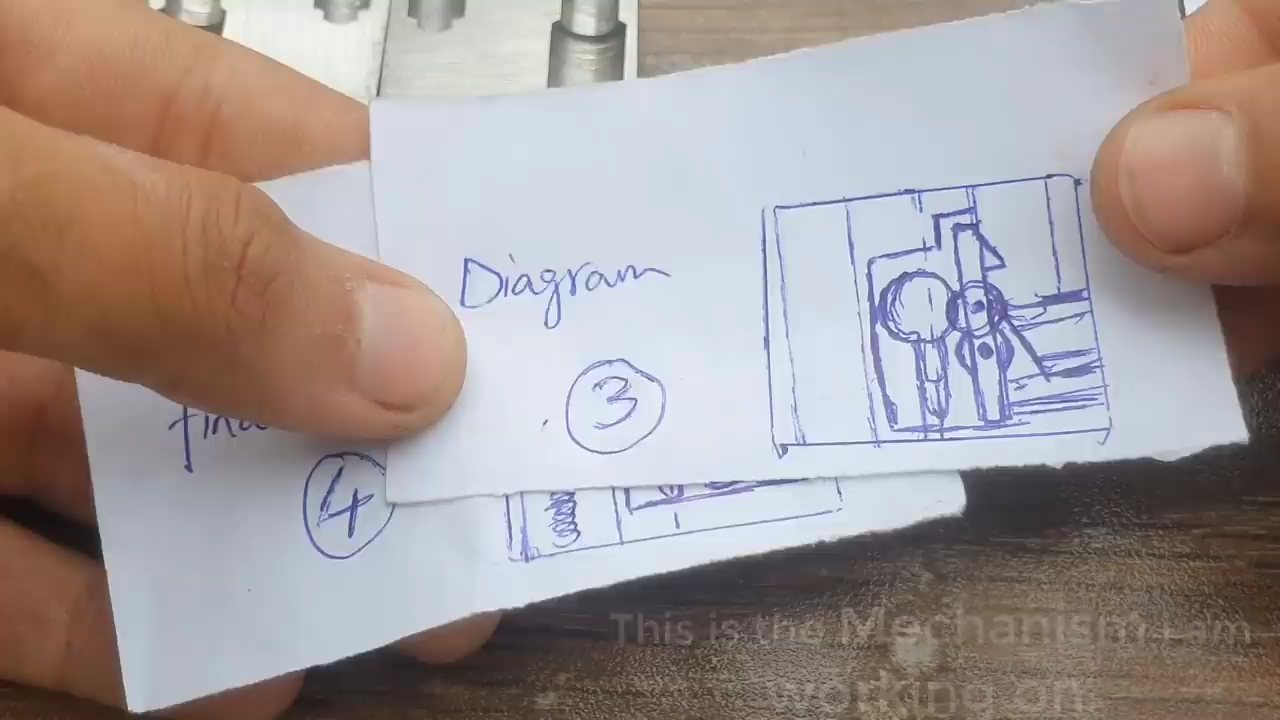 Diagram
3
4
This is the Mechanism I am
working on